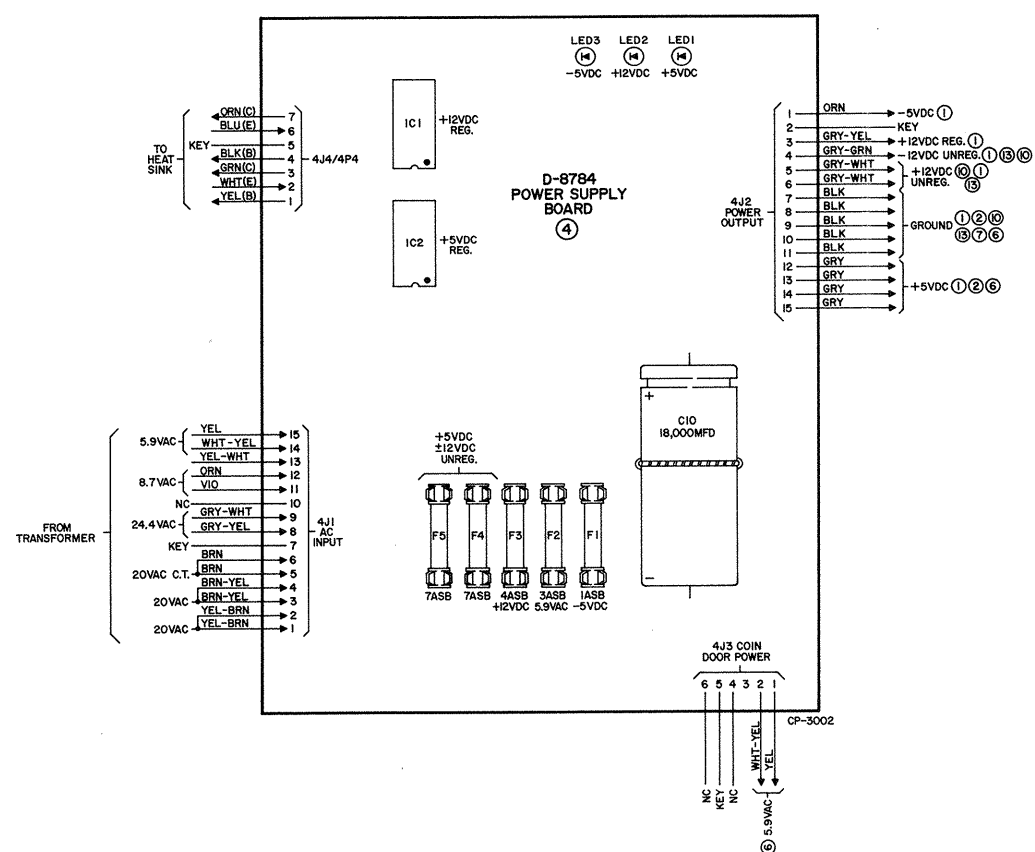 LED3 LED2 LED1
-5VDC +12VDC +5VDC
TO HEAT SINK
ORN(C) 7
BLU(E) 6
KEY 5
BLK(B) 4
GRN(C) 3
WHT(E) 2
YEL(B) 1
4J4/4P4
IC1
+12VDC REG.
IC2
+5VDC REG.
D-8784
POWER SUPPLY
BOARD
4
4J2
POWER
OUTPUT
1 ORN -5VDC 1
2 KEY
3 GRY-YEL +12VDC REG. 1
4 GRY-GRN -12VDC UNREG. 1 13 10
5 GRY-WHT
6 GRY-WHT
+12VDC 10 1
UNREG. 13
7 BLK
8 BLK
9 BLK
10 BLK
11 BLK
GROUND 1 2 10
13 7 6
12 GRY
13 GRY
14 GRY
15 GRY
+5VDC 1 2 6
C10
18,000MFD
+
-
FROM
TRANSFORMER
5.9VAC
YEL 15
WHT-YEL 14
YEL-WHT 13
8.7VAC
ORN 12
VIO 11
NC 10
24.4VAC
GRY-WHT 9
GRY-YEL 8
KEY 7
BRN 6
20VAC C.T. BRN 5
BRN-YEL 4
20VAC BRN-YEL 3
YEL-BRN 2
20VAC YEL-BRN 1
4J1
AC
INPUT
+5VDC
±12VDC
UNREG.
F5 F4 F3 F2 F1
7ASB 7ASB 4ASB 3ASB 1ASB
+12VDC 5.9VAC -5VDC
4J3 COIN
DOOR POWER
6 5 4 3 2 1
CP-3002
NC KEY NC WHT-YEL YEL
6 5.9VAC